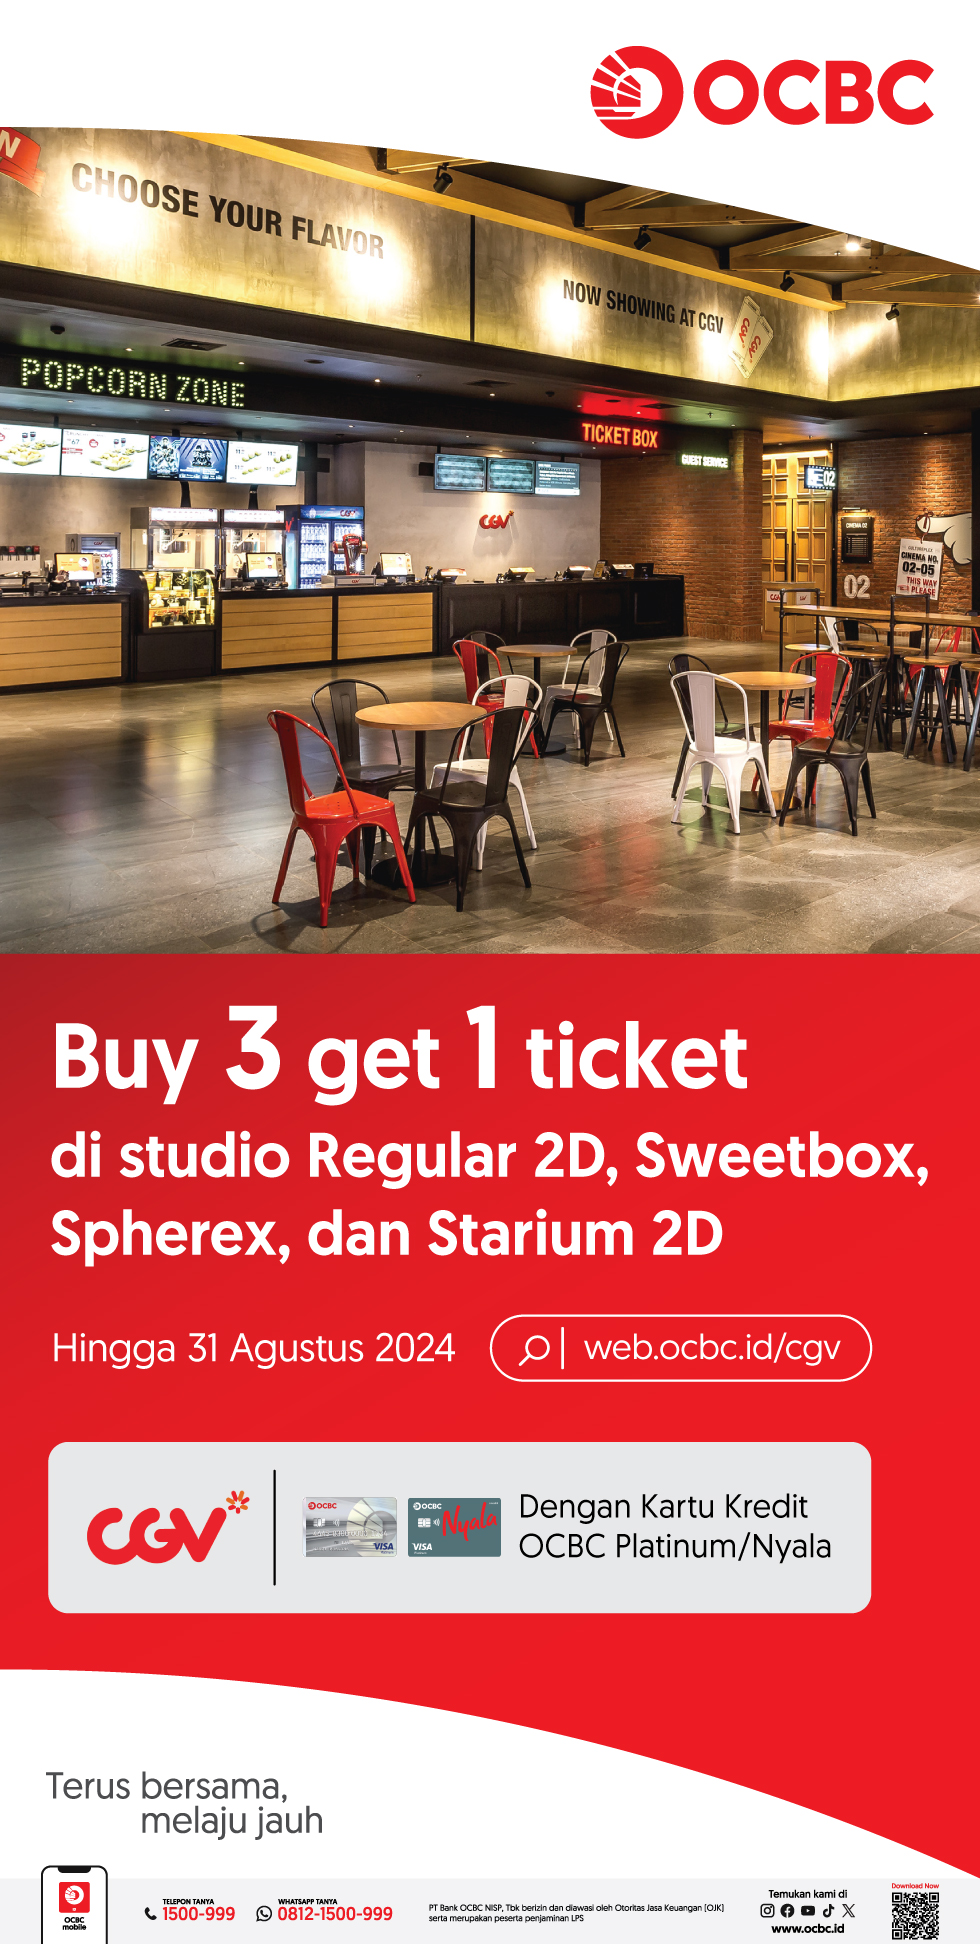 OCBC
CHOOSE YOUR FLAVOR
NOW SHOWING AT CGV
POPCORN ZONE
TICKET BOX
GUEST SERVICE
02
CGV
CINEMA 02
02
CINEMA NO.
02-05
THIS WAY
PLEASE
Buy 3 get 1 ticket
di studio Regular 2D, Sweetbox,
Spherex, dan Starium 2D
Hingga 31 Agustus 2024
web.ocbc.id/cgv
CGV
OCBC
VISA
OCBC
Nyala
VISA
Dengan Kartu Kredit
OCBC Platinum/Nyala
Terus bersama,
melaju jauh
OCBC
mobile
TELEPON TANYA
1500-999
WHATSAPP TANYA
0812-1500-999
PT Bank OCBC NISP, Tbk berizin dan diawasi oleh Otoritas Jasa Keuangan (OJK)
serta merupakan peserta penjaminan LPS
Temukan kami di
www.ocbc.id
Download Now